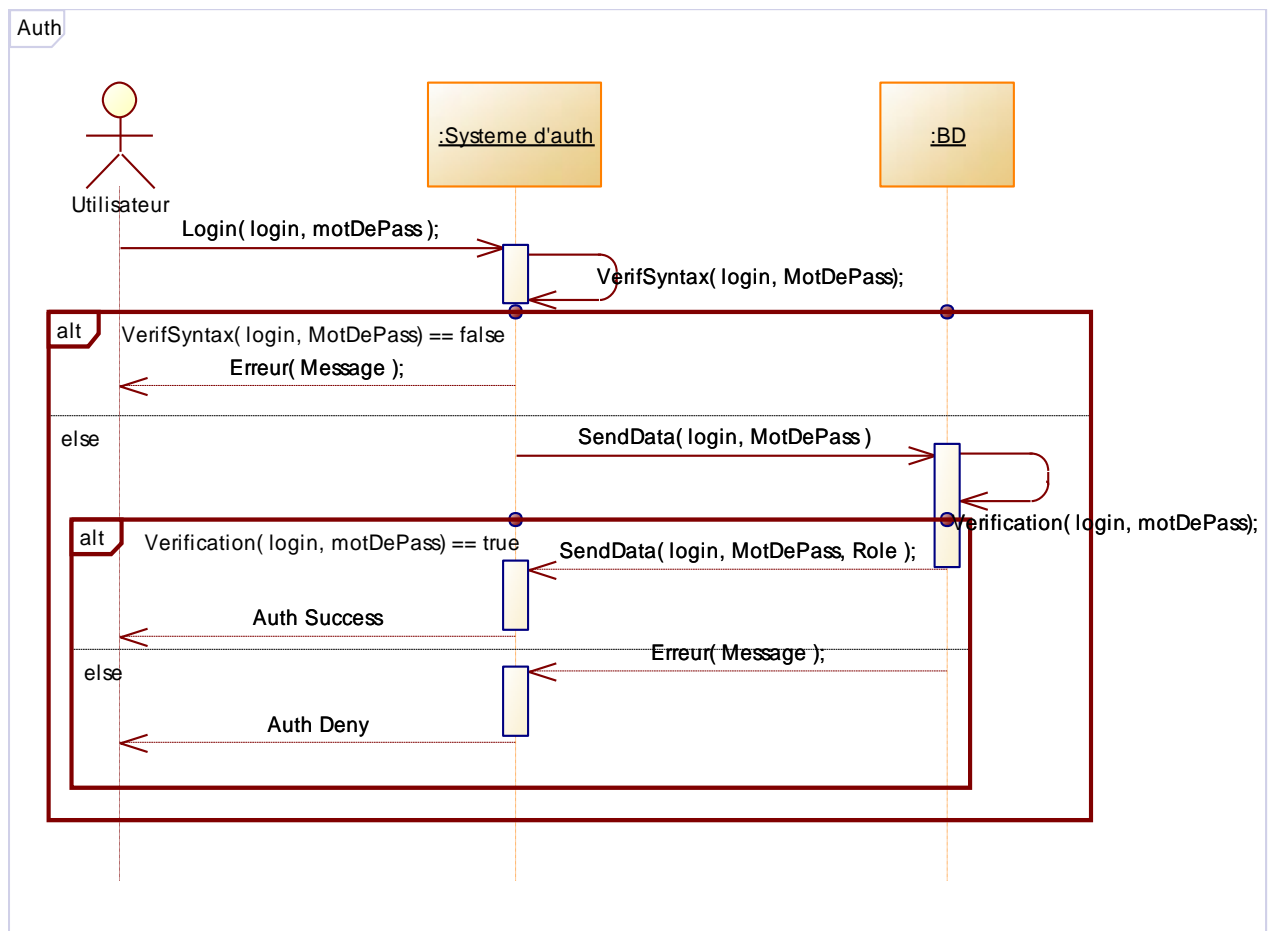 Auth
:Systeme d'auth
:BD
Utilisateur
Login( login, motDePass );
VerifSyntax( login, MotDePass);
alt
VerifSyntax( login, MotDePass) == false
Erreur( Message );
else
SendData( login, MotDePass )
Verification( login, motDePass);
alt
Verification( login, motDePass) == true
SendData( login, MotDePass, Role );
Auth Success
Erreur( Message );
else
Auth Deny